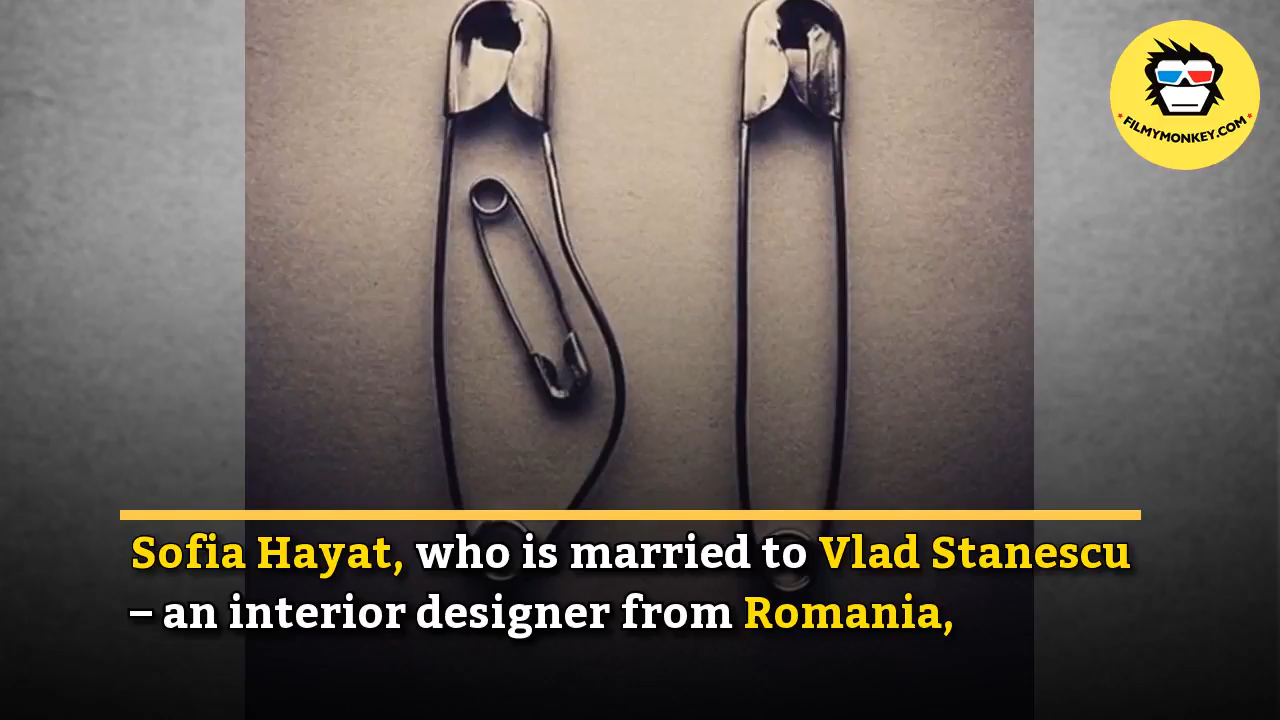 FILMYMONKEY.COM
Sofia Hayat, who is married to Vlad Stanescu
– an interior designer from Romania,